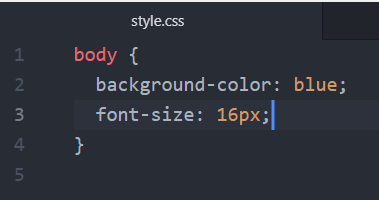 style.css
1 body {
2   background-color: blue;
3   font-size: 16px;
4 }
5